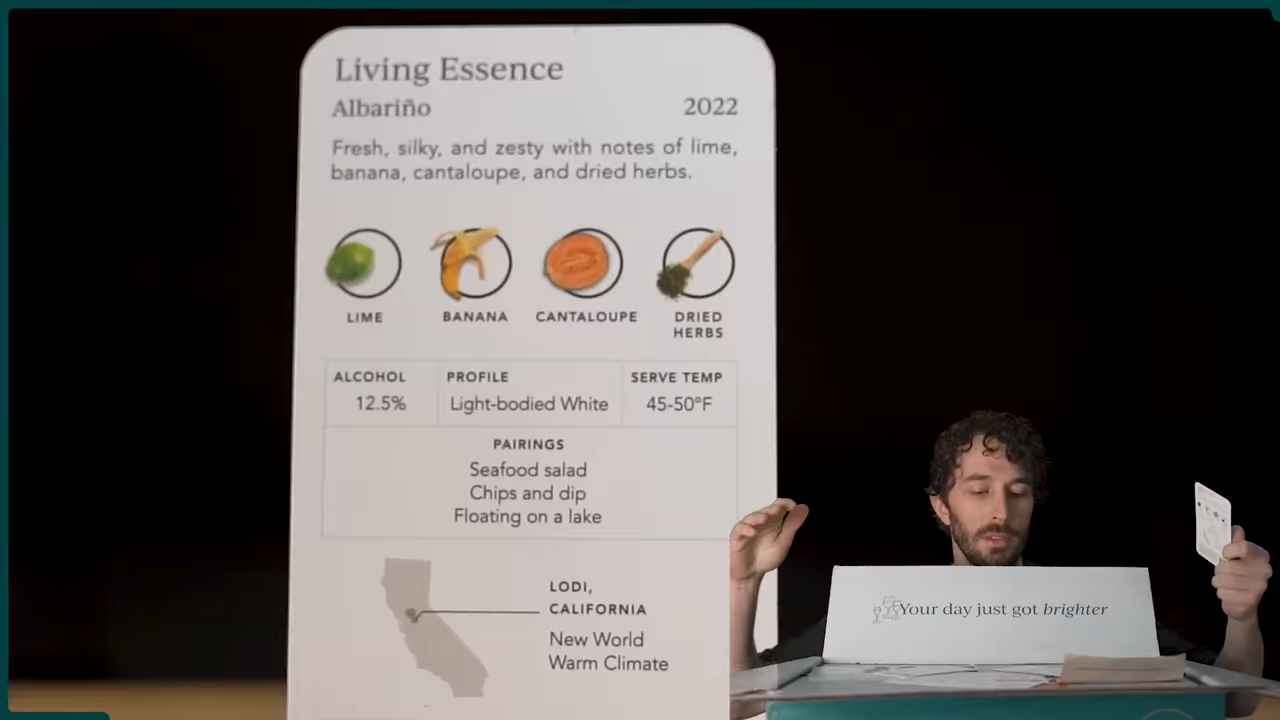 Living Essence
Albariño 2022
Fresh, silky, and zesty with notes of lime,
banana, cantaloupe, and dried herbs.
LIME BANANA CANTALOUPE DRIED
HERBS
ALCOHOL PROFILE SERVE TEMP
12.5% Light-bodied White 45-50°F
PAIRINGS
Seafood salad
Chips and dip
Floating on a lake
LODI,
CALIFORNIA
New World
Warm Climate
Your day just got brighter